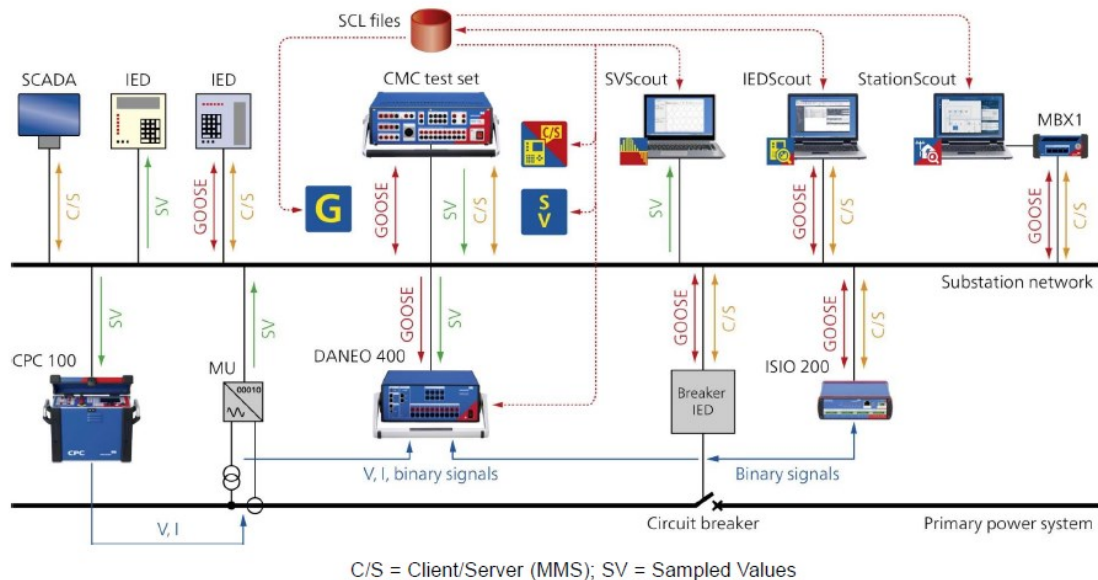 SCL files
SCADA
IED
IED
CMC test set
SVScout
IEDScout
StationScout
MBX1
C/S
SV
GOOSE
C/S
G
GOOSE
SV
C/S
C/S
S
V
SV
GOOSE
C/S
GOOSE
C/S
Substation network
SV
SV
GOOSE
SV
GOOSE
C/S
GOOSE
C/S
CPC 100
MU
DANEO 400
ISIO 200
00010
Breaker
IED
CPC
V, I, binary signals
Binary signals
V, I
Circuit breaker
Primary power system
C/S = Client/Server (MMS); SV = Sampled Values